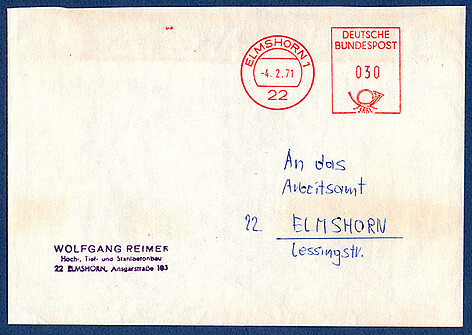 ELMSHORN 1
-4.2.71
22
DEUTSCHE
BUNDESPOST
030
An das
Arbeitsamt
22 ELMSHORN
Lessingstr.
WOLFGANG REIMER
Hoch-, Tief- und Stahlbetonbau
22 ELMSHORN, Ansgarstraße 103